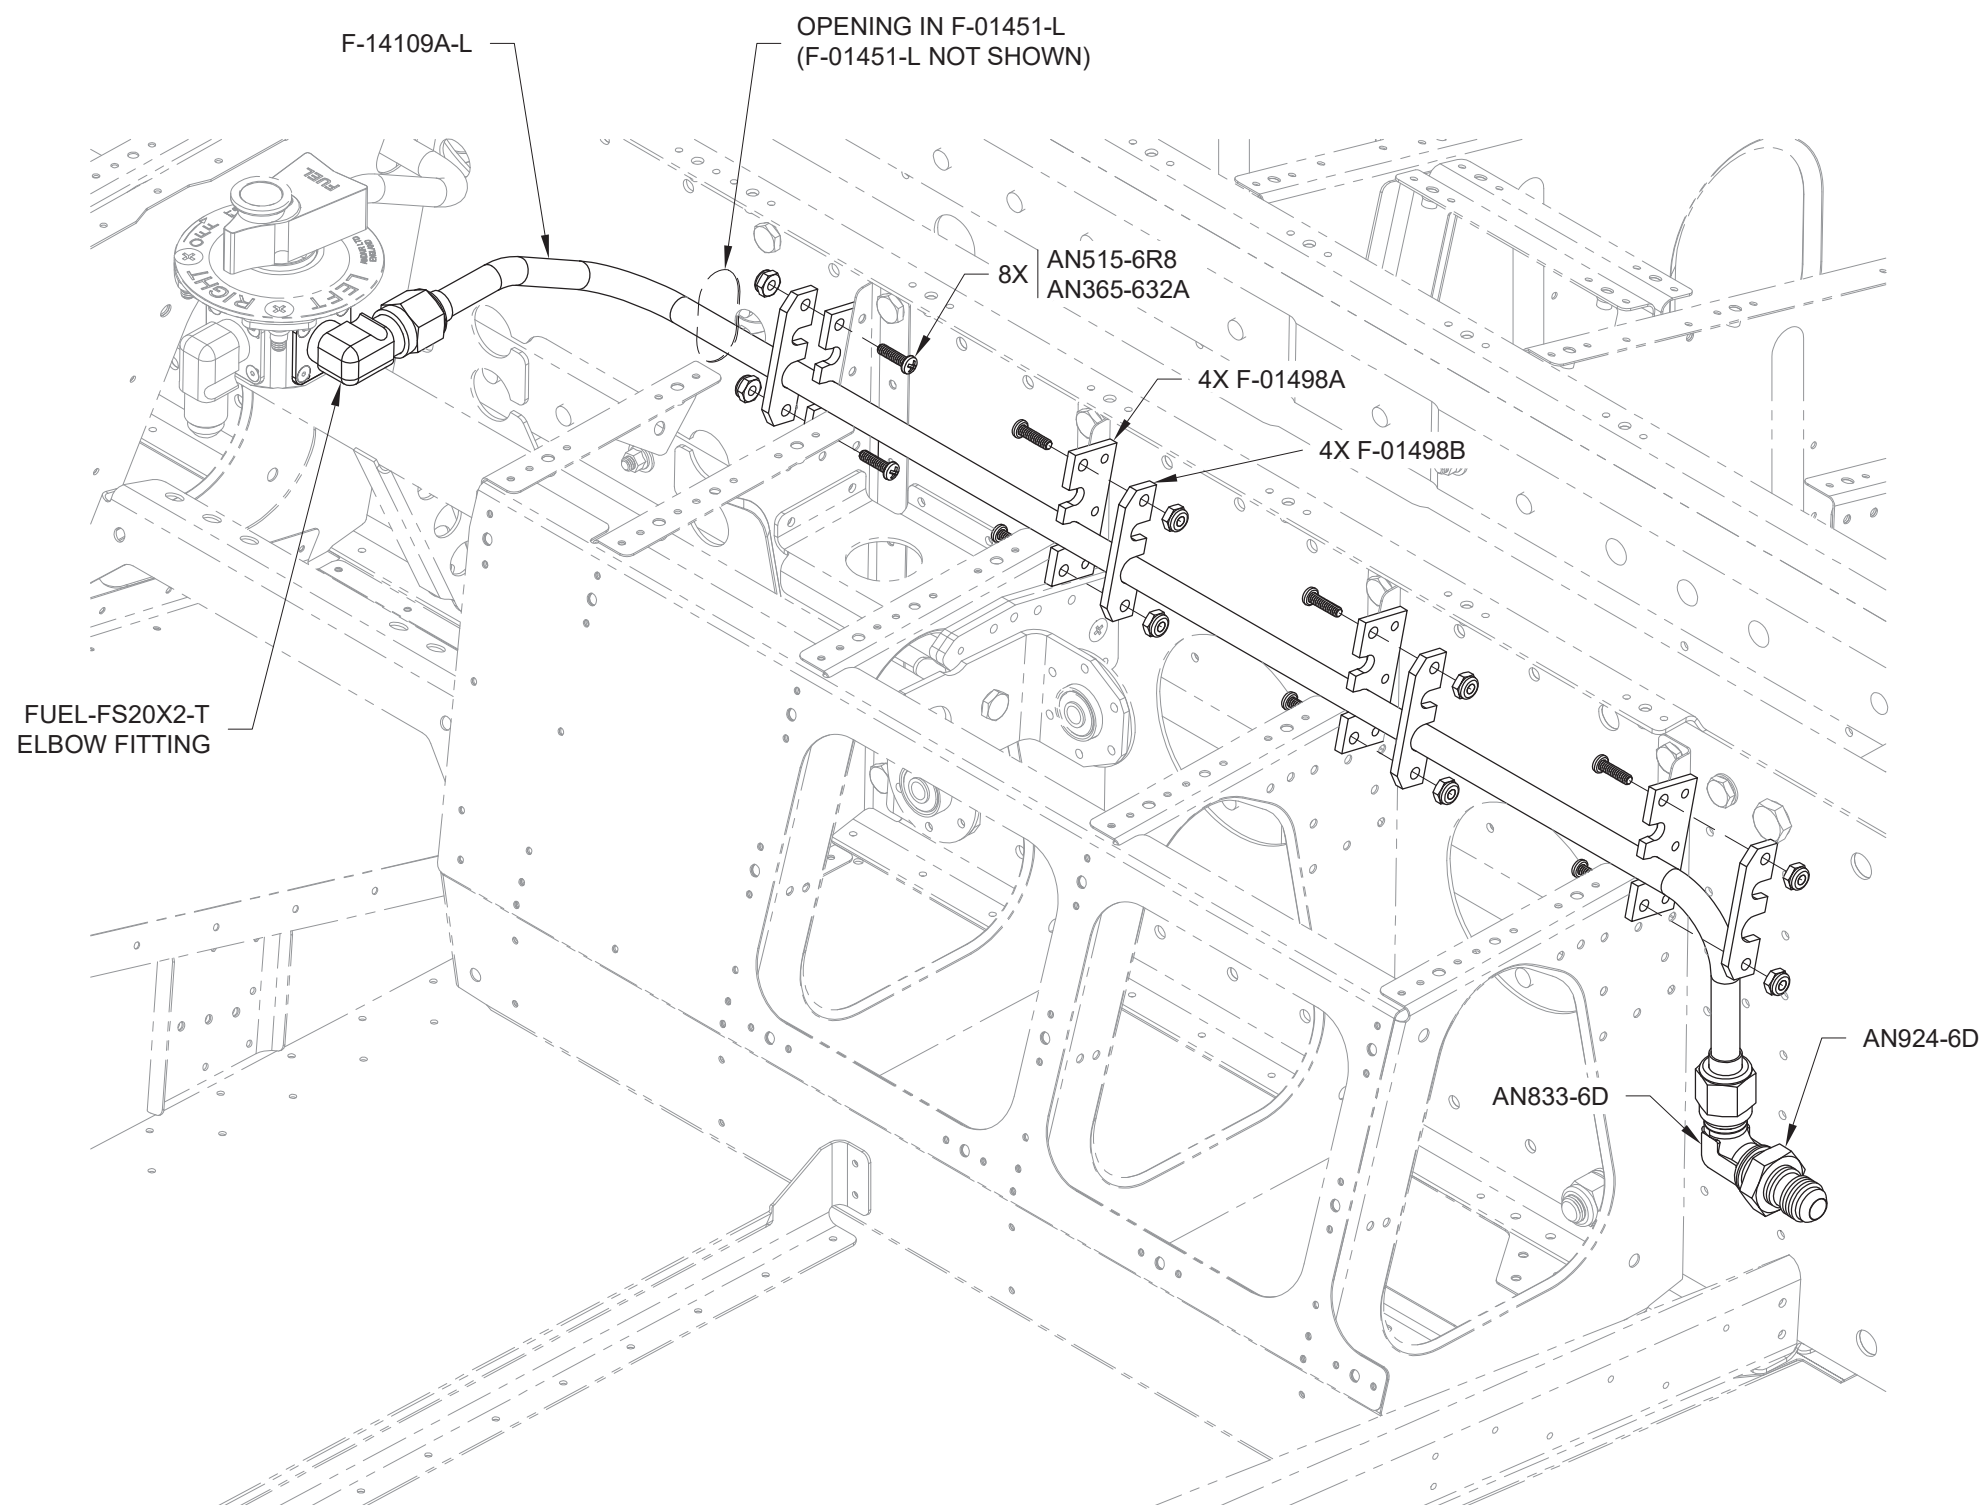 F-14109A-L
OPENING IN F-01451-L
(F-01451-L NOT SHOWN)
FUEL
OFF
RIGHT
LEFT
8X
AN515-6R8
AN365-632A
4X F-01498A
4X F-01498B
FUEL-FS20X2-T
ELBOW FITTING
AN924-6D
AN833-6D